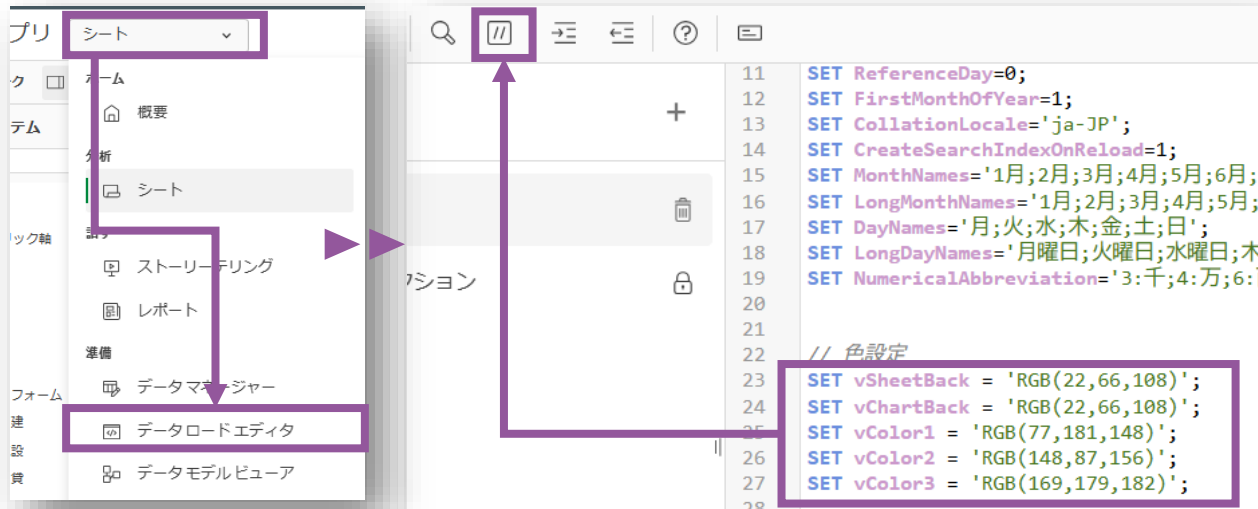 プリ
シート
ク
ホーム
概要
テム
分析
シート
リック軸
ストーリーテリング
レポート
準備
データマネージャー
フォーム
建
データロード エディタ
設
データモデルビューア
貸
//
クション
11 SET ReferenceDay=0;
12 SET FirstMonthOfYear=1;
13 SET CollationLocale='ja-JP';
14 SET CreateSearchIndexOnReload=1;
15 SET MonthNames='1月;2月;3月;4月;5月;6月;
16 SET LongMonthNames='1月;2月;3月;4月;5月;
17 SET DayNames='月;火;水;木;金;土;日';
18 SET LongDayNames='月曜日;火曜日;水曜日;木
19 SET NumericalAbbreviation='3:千;4:万;6:
20
21
22 // 色設定
23 SET vSheetBack = 'RGB(22,66,108)';
24 SET vChartBack = 'RGB(22,66,108)';
25 SET vColor1 = 'RGB(77,181,148)';
26 SET vColor2 = 'RGB(148,87,156)';
27 SET vColor3 = 'RGB(169,179,182)';
28